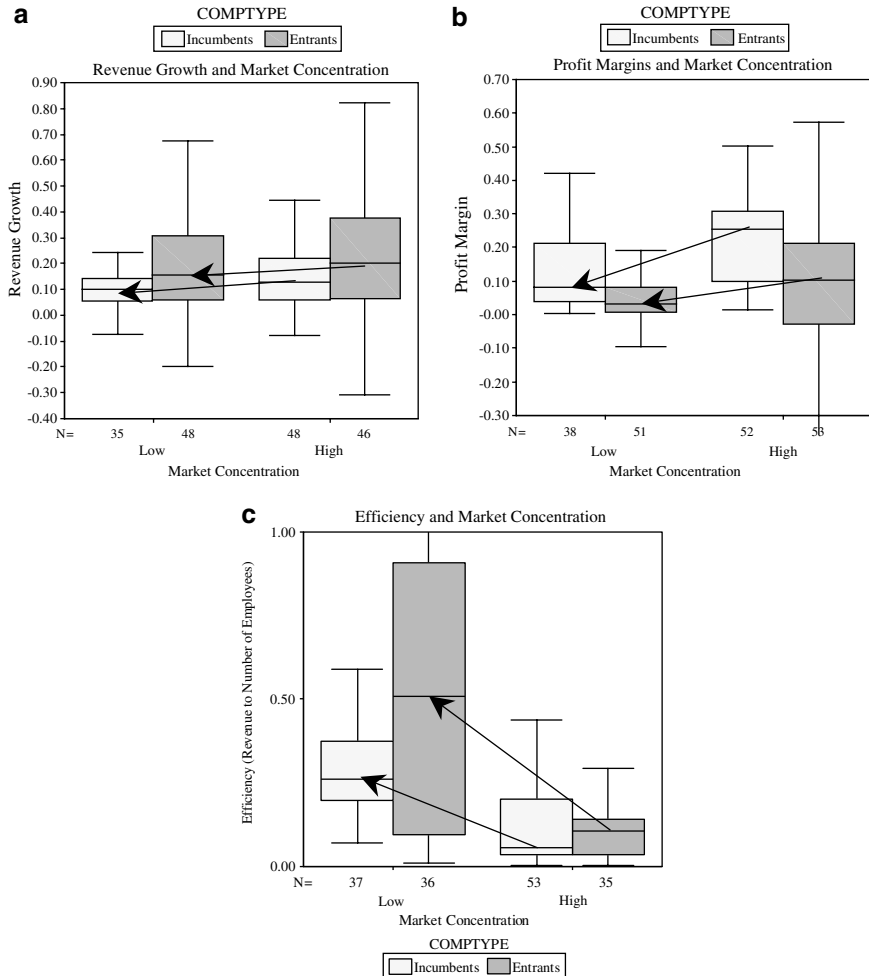 a
COMPTYPE
Incumbents Entrants
Revenue Growth and Market Concentration
0.90
0.80
0.70
0.60
0.50
0.40
0.30
0.20
0.10
0.00
0.10
0.20
0.30
-0.40
Revenue Growth
N= 35 48 48 46
Low High
Market Concentration
b
COMPTYPE
Incumbents Entrants
Profit Margins and Market Concentration
0.70
0.60
0.50
0.40
0.30
0.20
0.10
-0.00
-0.10
-0.20
-0.30
Profit Margin
N= 38 51 52 53
Low High
Market Concentration
c
Efficiency and Market Concentration
1.00
0.50
0.00
Efficiency (Revenue to Number of Employees)
N= 37 36 53 35
Low High
Market Concentration
COMPTYPE
Incumbents Entrants